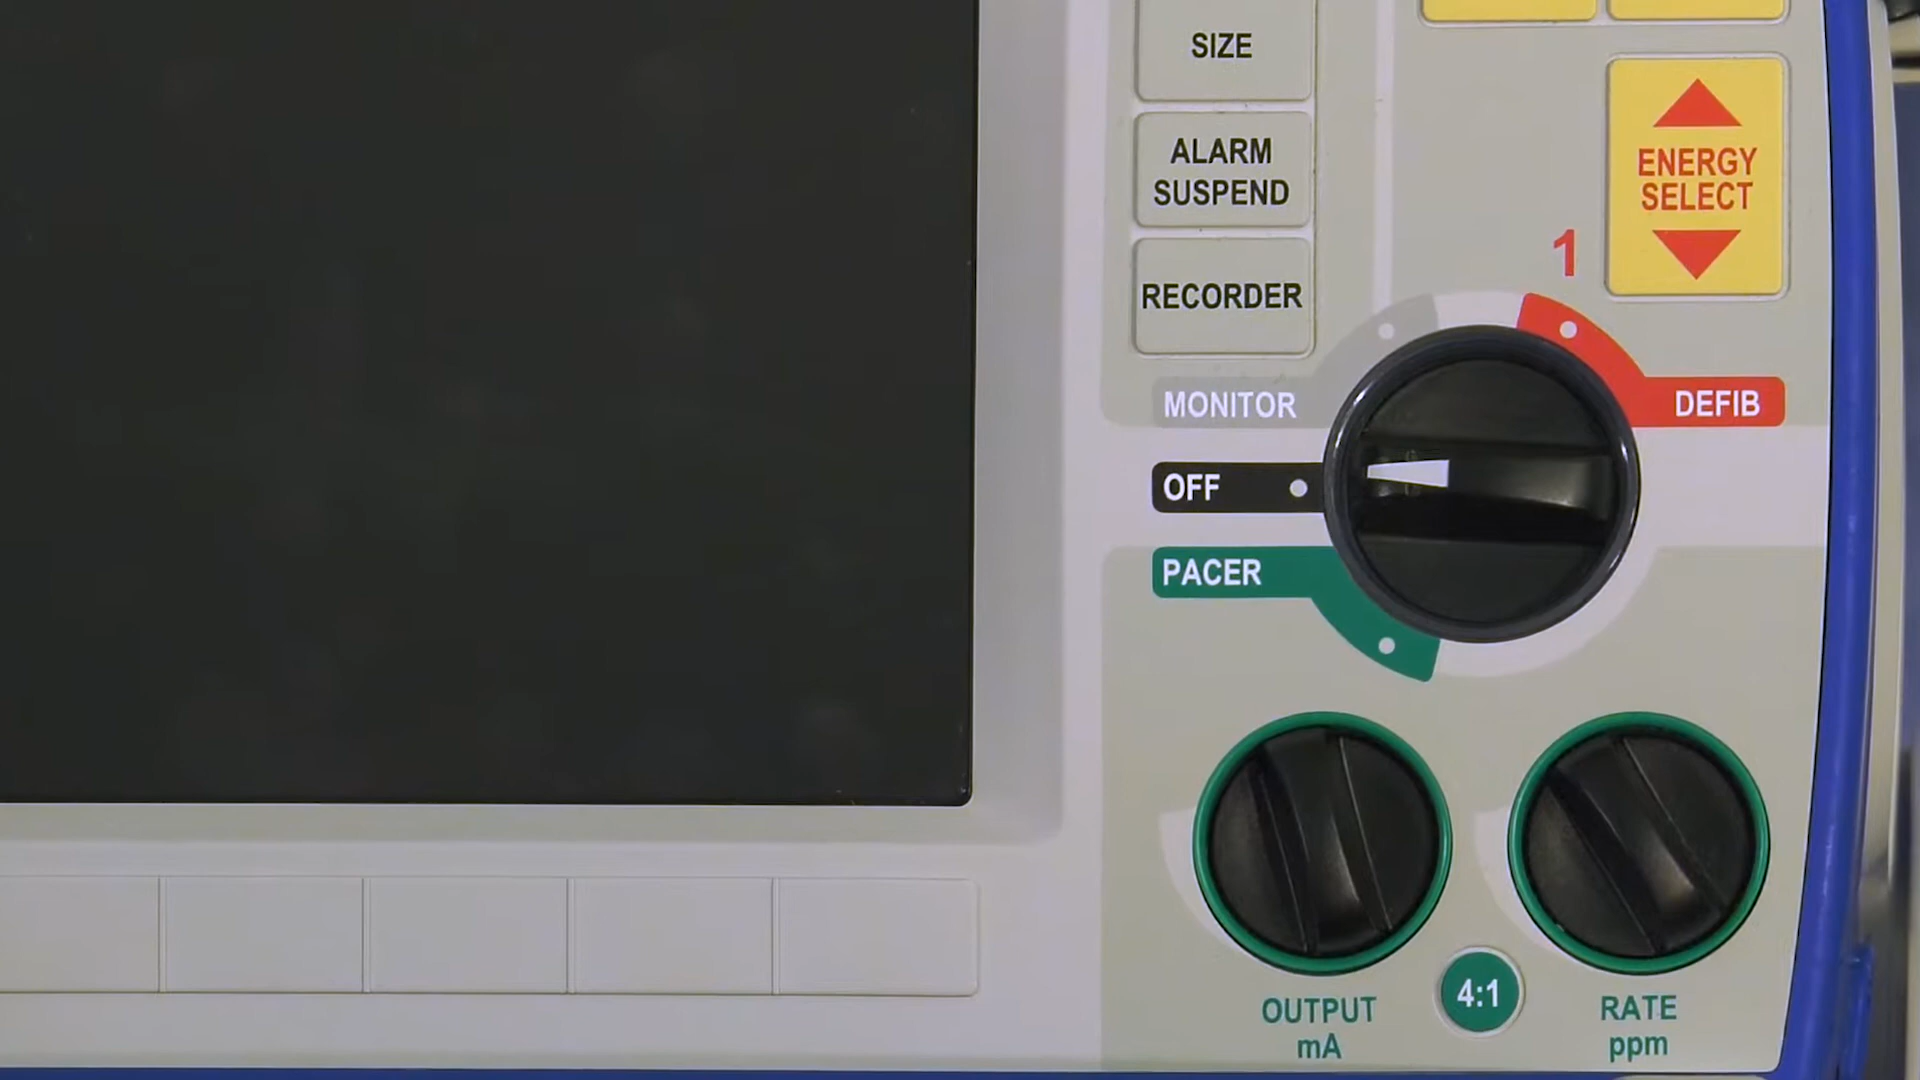 SIZE
ALARM
SUSPEND
RECORDER
ENERGY
SELECT
1
MONITOR
DEFIB
OFF
PACER
OUTPUT
mA
4:1
RATE
ppm